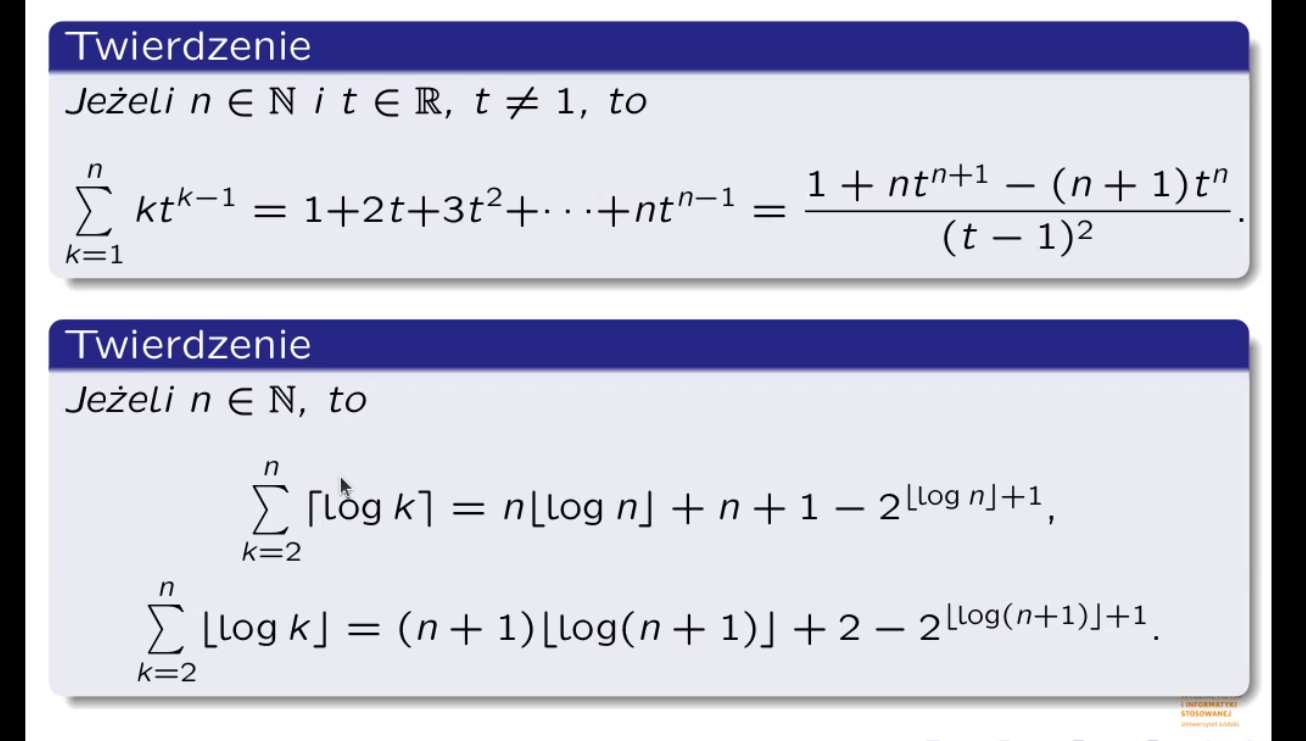 Twierdzenie
Jeżeli n ∈ ℕ i t ∈ ℝ, t ≠ 1, to
∑_{k=1}^{n} kt^{k−1} = 1+2t+3t²+···+nt^{n−1} = \frac{1 + nt^{n+1} − (n + 1)t^n}{(t − 1)²}.
Twierdzenie
Jeżeli n ∈ ℕ, to
∑_{k=2}^{n} ⌈log k⌉ = n⌊log n⌋ + n + 1 − 2^{⌊log n⌋+1},
∑_{k=2}^{n} ⌊log k⌋ = (n + 1)⌊log(n + 1)⌋ + 2 − 2^{⌊log(n+1)⌋+1}.
I INFORMATYKI
STOSOWANEJ
Uniwersytet Łódzki